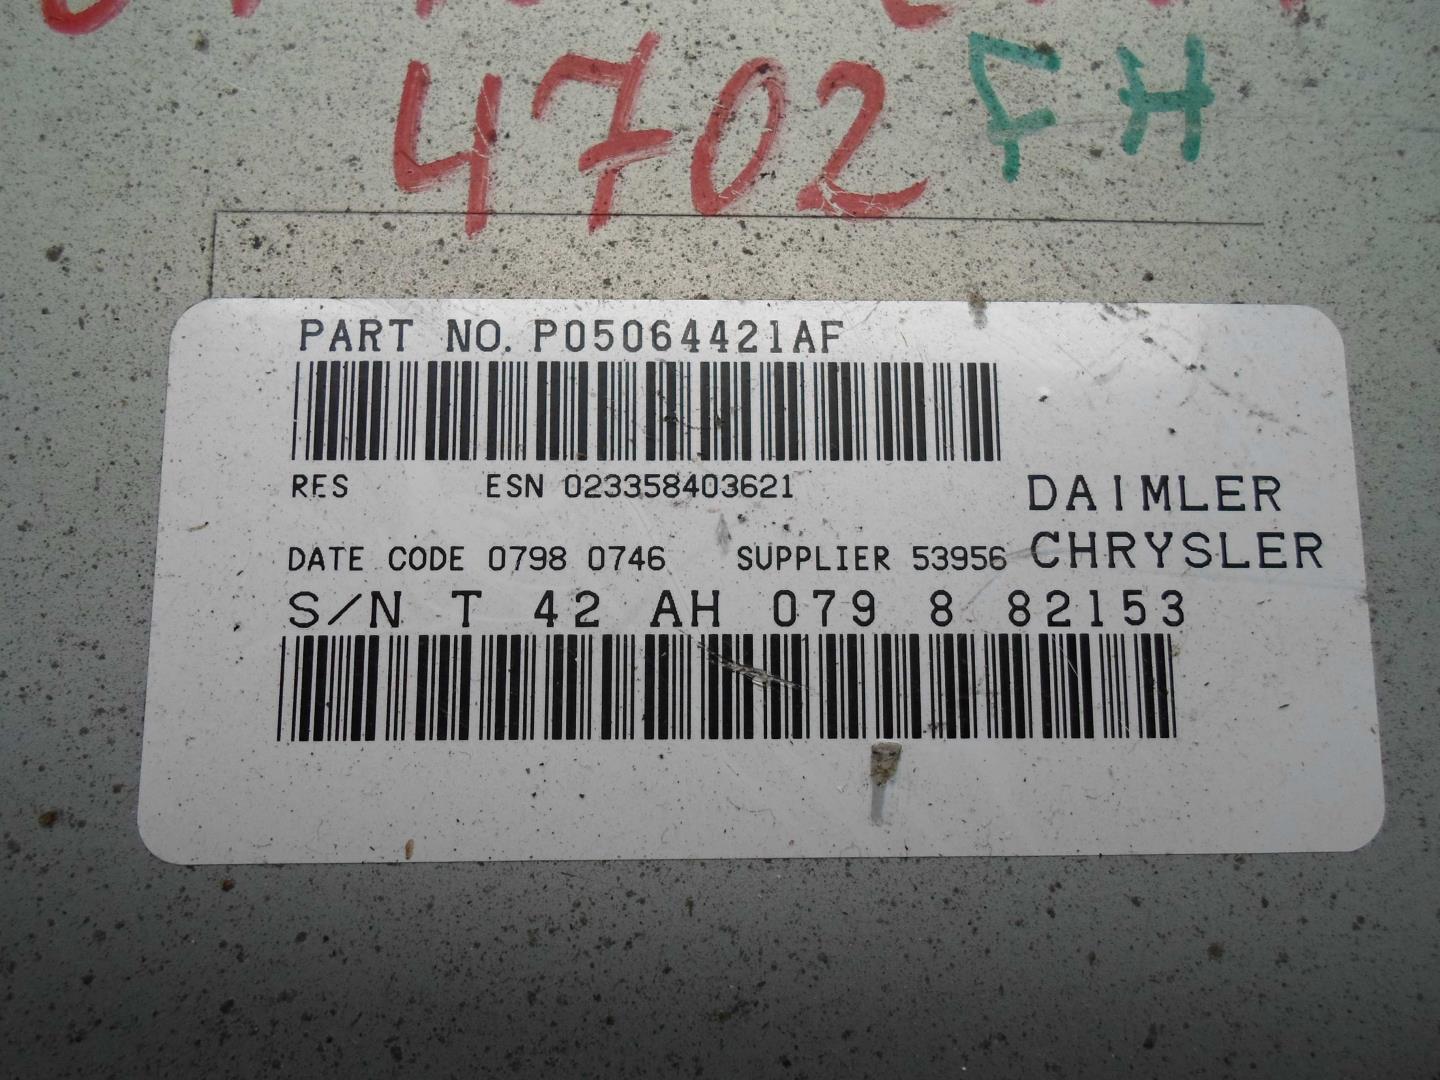 4702 FH
PART NO. P05064421AF
RES ESN 023358403621
DAIMLER
CHRYSLER
DATE CODE 0798 0746 SUPPLIER 53956
S/N T 42 AH 079 8 82153